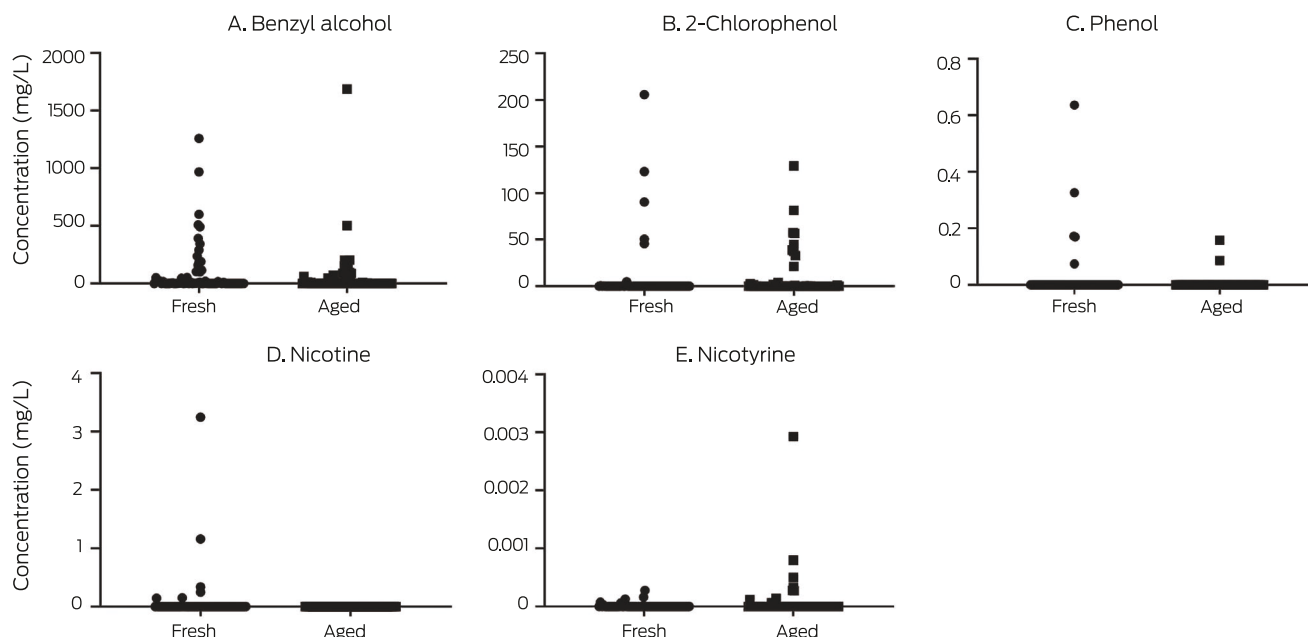 A. Benzyl alcohol
Concentration (mg/L)
2000
1500
1000
500
0
Fresh
Aged
B. 2-Chlorophenol
250
200
150
100
50
0
Fresh
Aged
C. Phenol
0.8
0.6
0.4
0.2
0
Fresh
Aged
D. Nicotine
Concentration (mg/L)
4
3
2
1
0
Fresh
Aged
E. Nicotyrine
0.004
0.003
0.002
0.001
0
Fresh
Aged